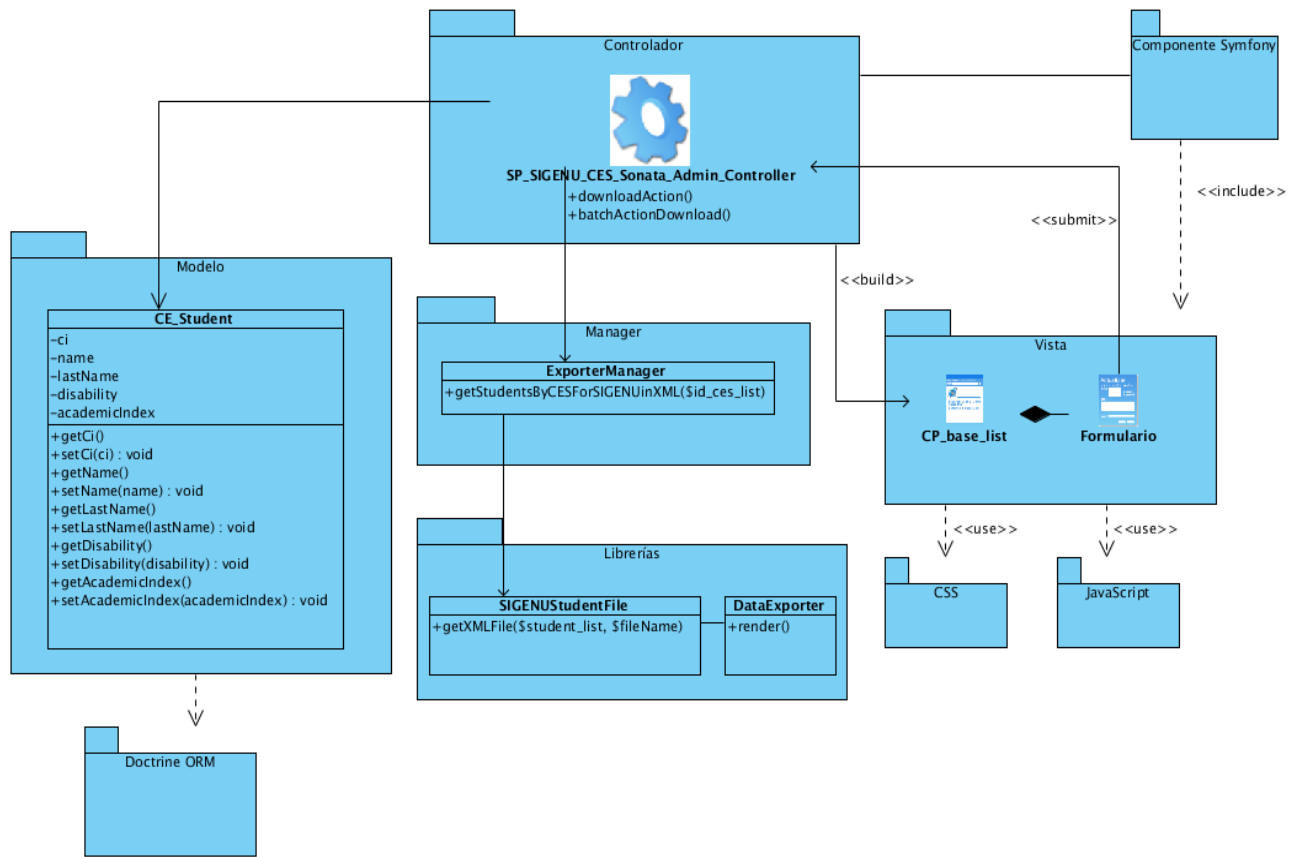 Controlador
SP_SIGENU_CES_Sonata_Admin_Controller
+downloadAction()
+batchActionDownload()
Componente Symfony
<<include>>
<<submit>>
<<build>>
Modelo
CE_Student
-ci
-name
-lastName
-disability
-academicIndex
+getCi()
+setCi(ci) : void
+getName()
+setName(name) : void
+getLastName()
+setLastName(lastName) : void
+getDisability()
+setDisability(disability) : void
+getAcademicIndex()
+setAcademicIndex(academicIndex) : void
Manager
ExporterManager
+getStudentsByCESForSIGENUinXML($id_ces_list)
Vista
CP_base_list
Formulario
<<use>>
<<use>>
Librerías
SIGENUStudentFile
+getXMLFile($student_list, $fileName)
DataExporter
+render()
CSS
JavaScript
Doctrine ORM